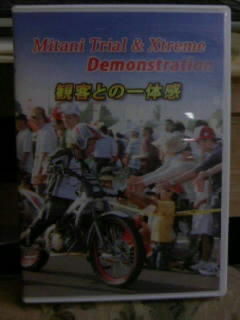 Mitani Trial & Xtreme
Demonstration
観客との一体感